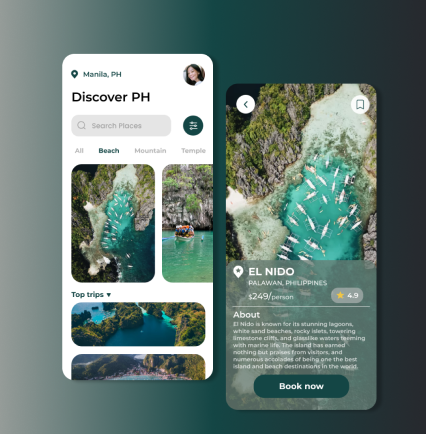 Manila, PH
Discover PH
Search Places
All Beach Mountain Temple
Top trips ♥
EL NIDO
PALAWAN, PHILIPPINES
$249/person
4.9
About
El Nido is known for its stunning lagoons,
white sand beaches, rocky islets, towering
limestone cliffs, and glasslike waters teeming
with marine life. The island has earned
nothing but praises from visitors, and
numerous accolades of being one the best
island and beach destinations in the world.
Book now